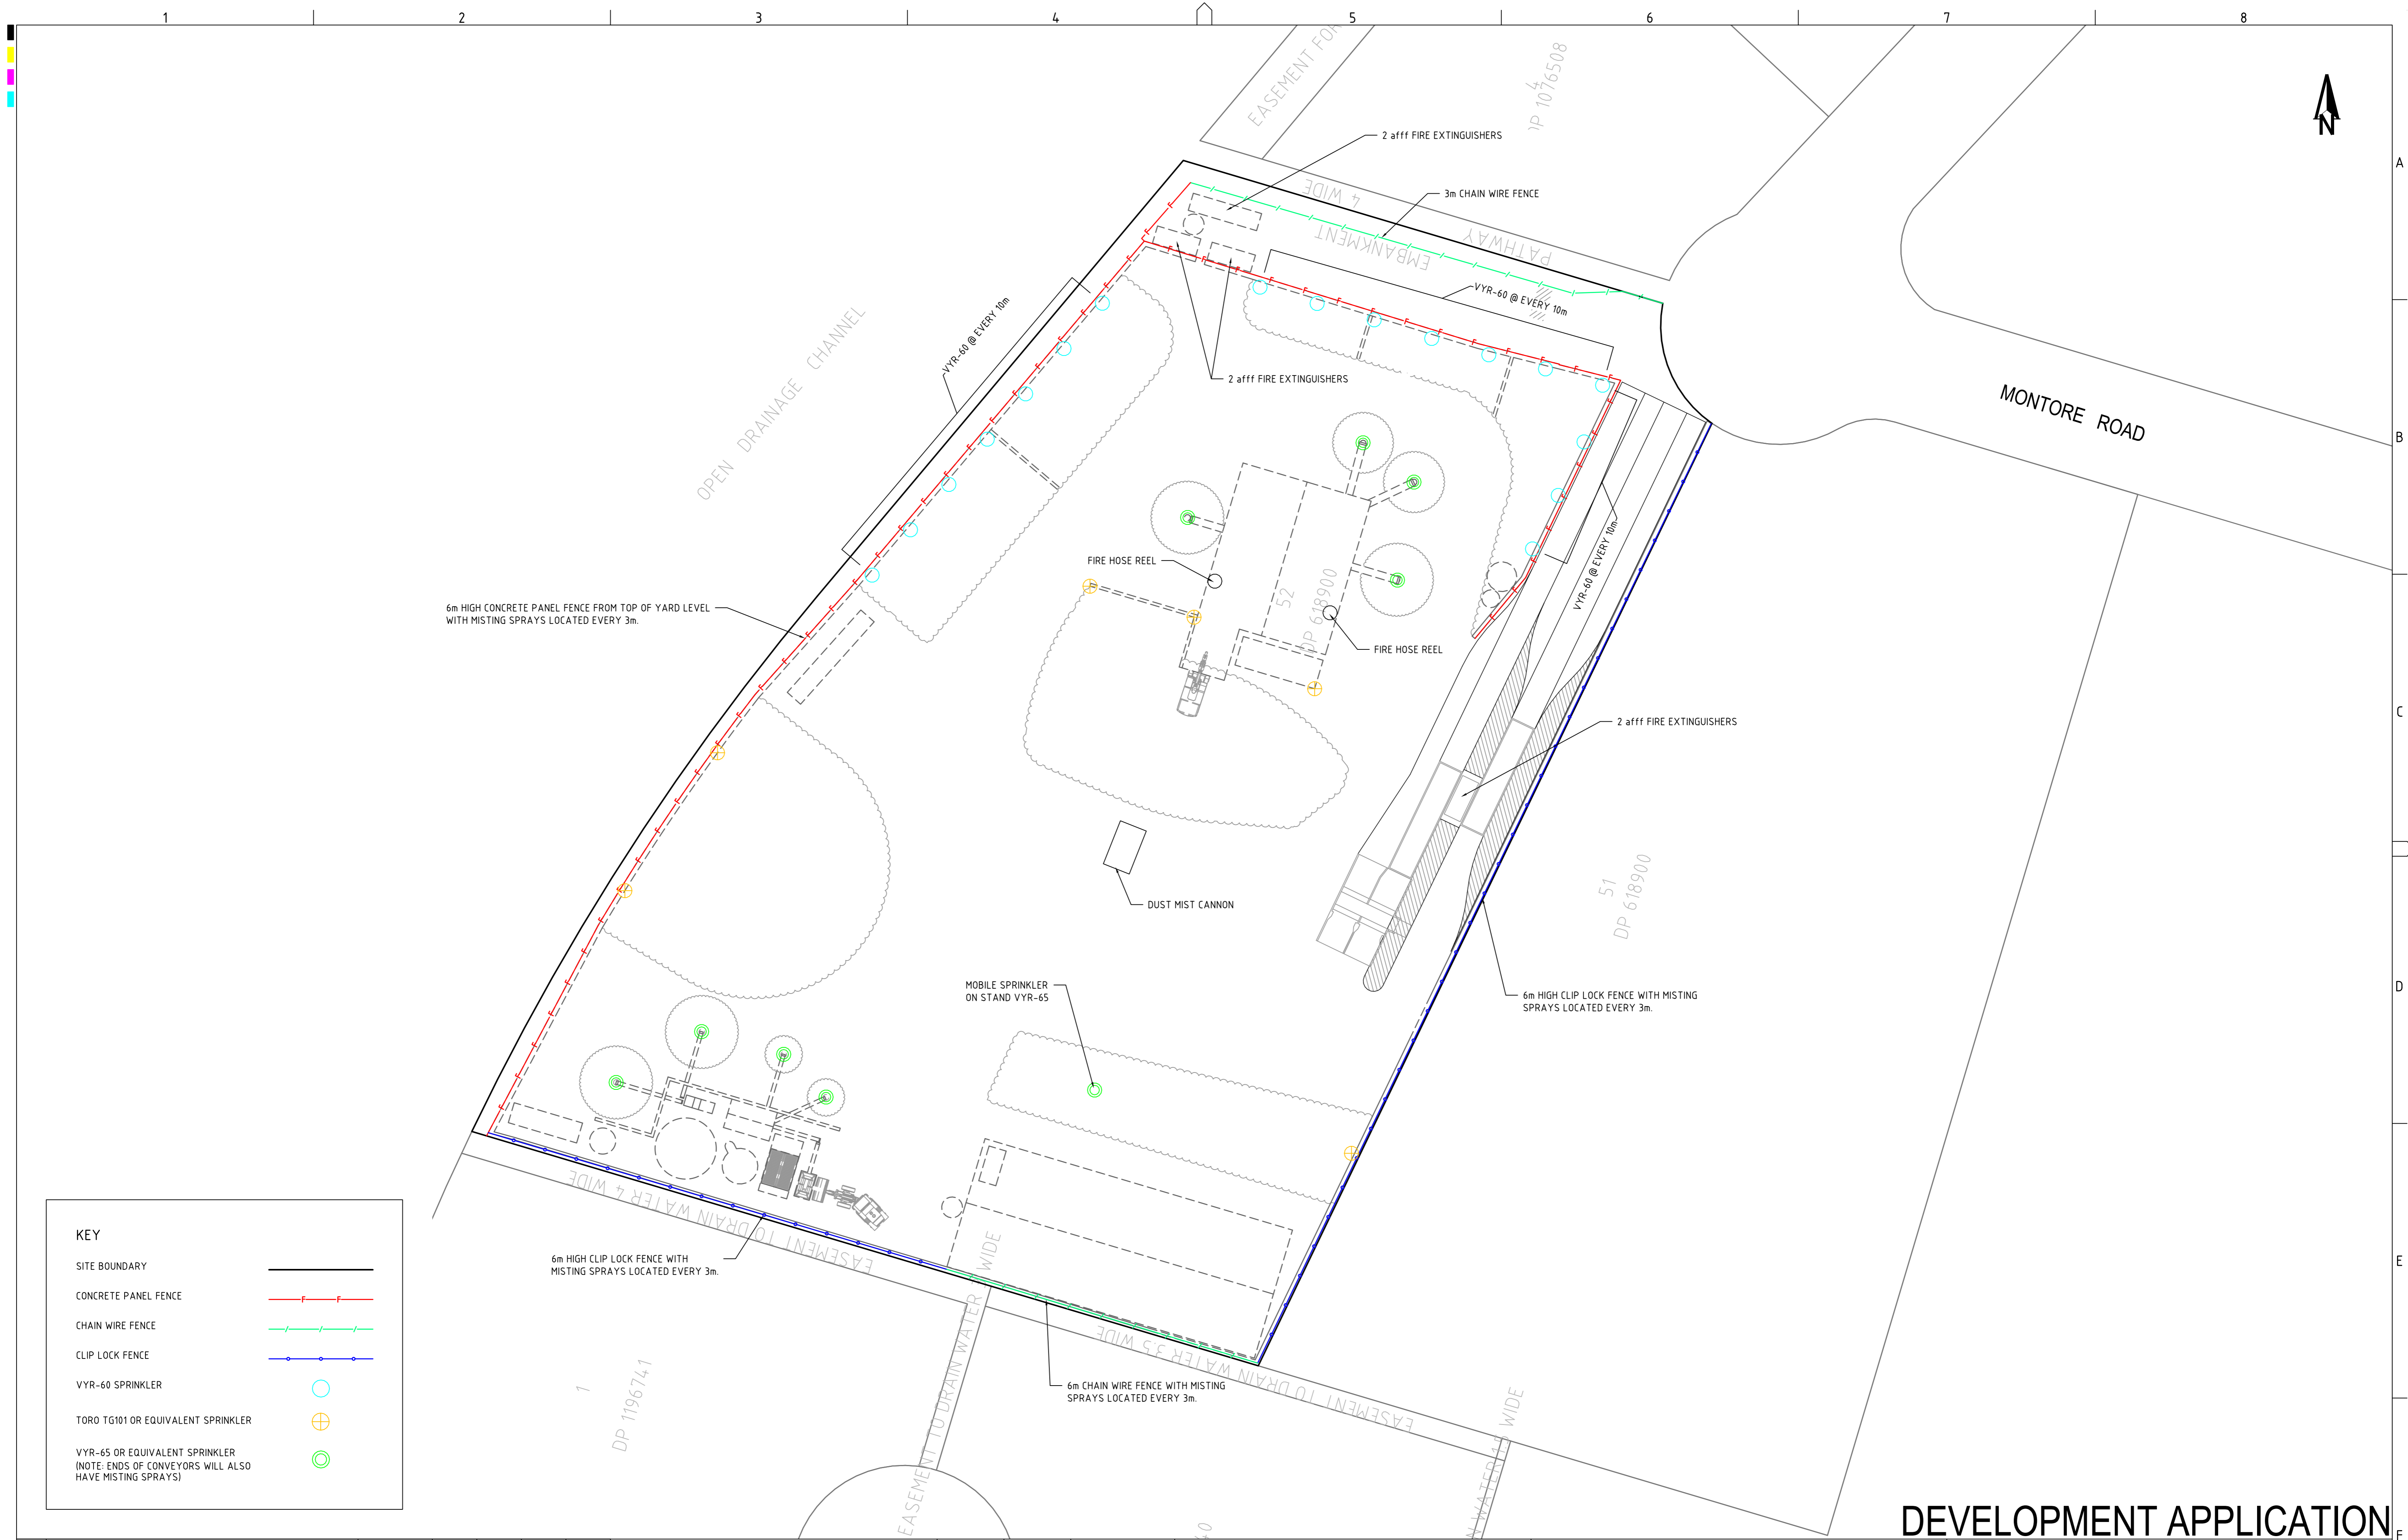 1 2 3 4 5 6 7 8
A
B
C
D
E
F
N
EASEMENT FOR
4
DP 1076508
2 afff FIRE EXTINGUISHERS
3m CHAIN WIRE FENCE
4 WIDE
PATHWAY
EMBANKMENT
VYR-60 @ EVERY 10m
VYR-60 @ EVERY 10m
OPEN DRAINAGE CHANNEL
2 afff FIRE EXTINGUISHERS
MONTORE ROAD
FIRE HOSE REEL
52
DP 618900
VYR-60 @ EVERY 10m
6m HIGH CONCRETE PANEL FENCE FROM TOP OF YARD LEVEL
WITH MISTING SPRAYS LOCATED EVERY 3m.
FIRE HOSE REEL
2 afff FIRE EXTINGUISHERS
51
DP 618900
DUST MIST CANNON
MOBILE SPRINKLER
ON STAND VYR-65
6m HIGH CLIP LOCK FENCE WITH MISTING
SPRAYS LOCATED EVERY 3m.
EASEMENT TO DRAIN WATER 4 WIDE
6m HIGH CLIP LOCK FENCE WITH
MISTING SPRAYS LOCATED EVERY 3m.
EASEMENT TO DRAIN WATER WIDE
EASEMENT TO DRAIN WATER 3.5 WIDE
6m CHAIN WIRE FENCE WITH MISTING
SPRAYS LOCATED EVERY 3m.
1
DP 1196741
N WATER 1.5 WIDE
40
KEY
SITE BOUNDARY
CONCRETE PANEL FENCE
F F
CHAIN WIRE FENCE
CLIP LOCK FENCE
VYR-60 SPRINKLER
TORO TG101 OR EQUIVALENT SPRINKLER
VYR-65 OR EQUIVALENT SPRINKLER
(NOTE: ENDS OF CONVEYORS WILL ALSO
HAVE MISTING SPRAYS)
DEVELOPMENT APPLICATION